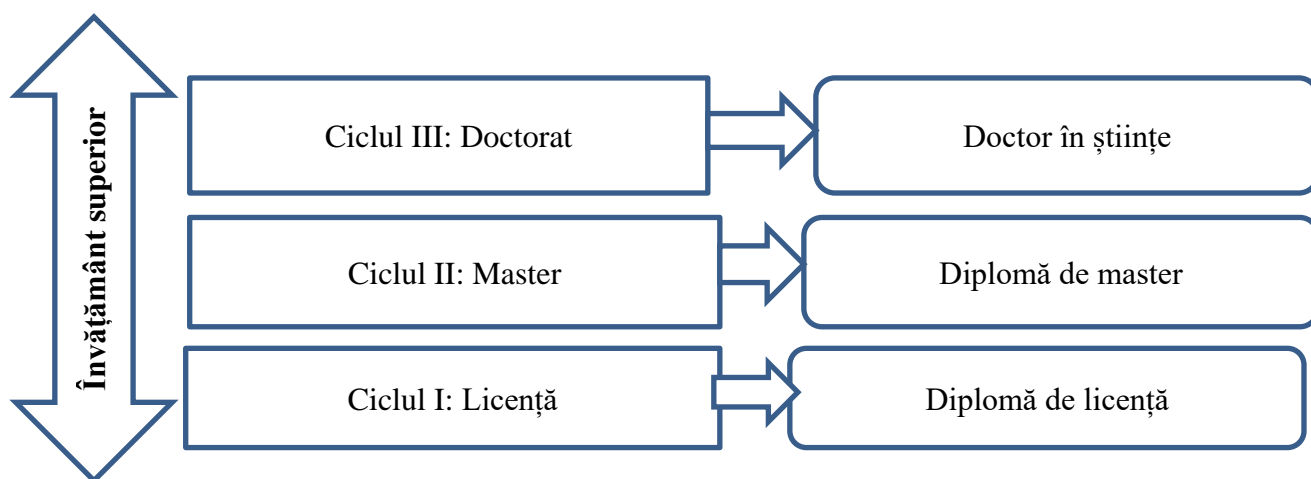 Învățământ superior
Ciclul III: Doctorat
Doctor în științe
Ciclul II: Master
Diplomă de master
Ciclul I: Licență
Diplomă de licență